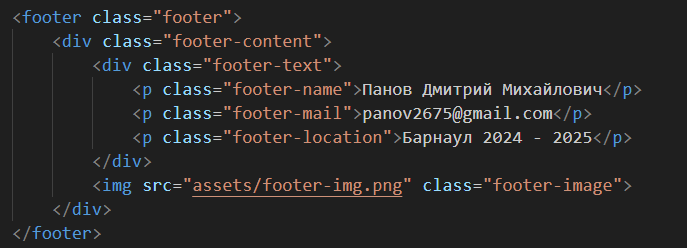 <footer class="footer">
<div class="footer-content">
<div class="footer-text">
<p class="footer-name">Панов Дмитрий Михайлович</p>
<p class="footer-mail">panov2675@gmail.com</p>
<p class="footer-location">Барнаул 2024 - 2025</p>
</div>
<img src="assets/footer-img.png" class="footer-image">
</div>
</footer>